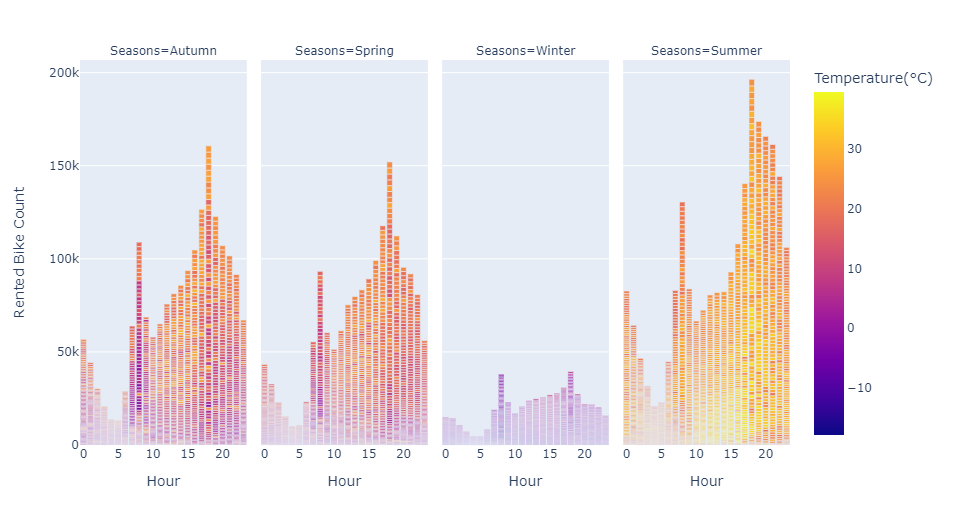 Seasons=Autumn Seasons=Spring Seasons=Winter Seasons=Summer
Temperature(°C)
200k
150k
100k
50k
0
Rented Bike Count
30
20
10
0
−10
0 5 10 15 20 0 5 10 15 20 0 5 10 15 20 0 5 10 15 20
Hour Hour Hour Hour